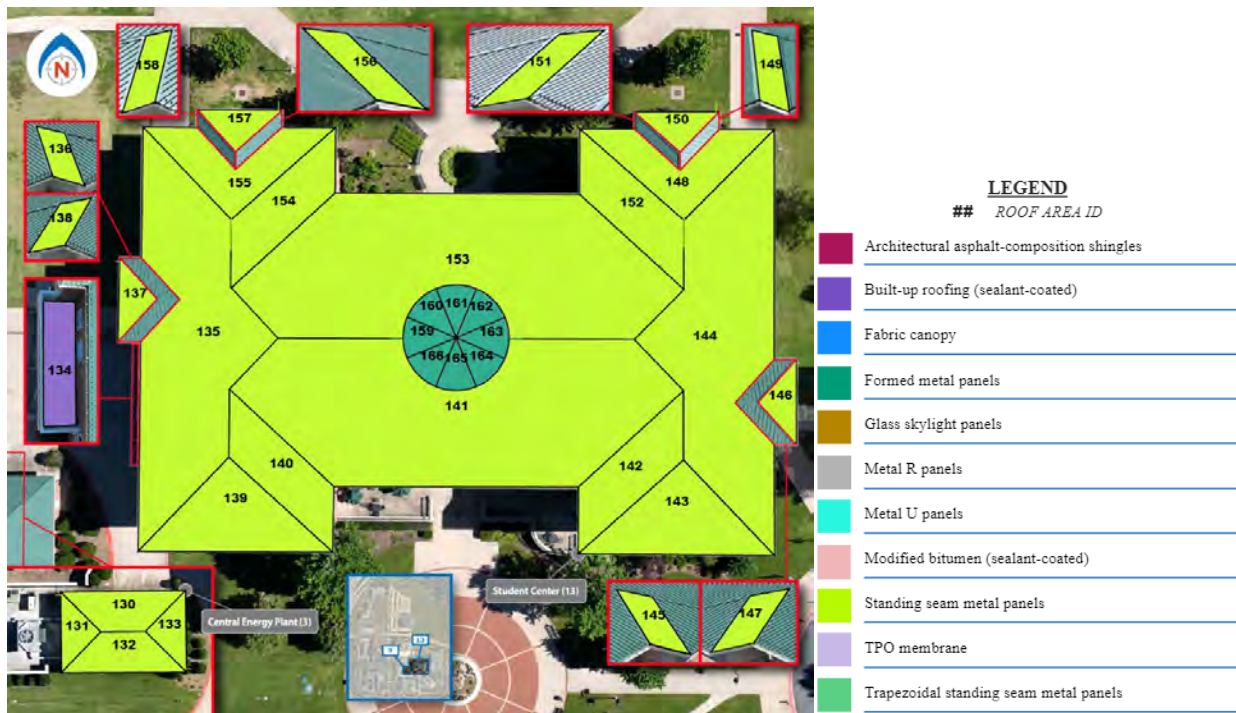 N
158
156
151
149
157
150
136
138
155
154
148
152
137
153
160
161
162
159
163
166
165
164
135
144
134
141
146
140
142
139
143
145
147
130
131
133
132
Central Energy Plant (3)
Student Center (13)
13
LEGEND
## ROOF AREA ID
Architectural asphalt-composition shingles
Built-up roofing (sealant-coated)
Fabric canopy
Formed metal panels
Glass skylight panels
Metal R panels
Metal U panels
Modified bitumen (sealant-coated)
Standing seam metal panels
TPO membrane
Trapezoidal standing seam metal panels